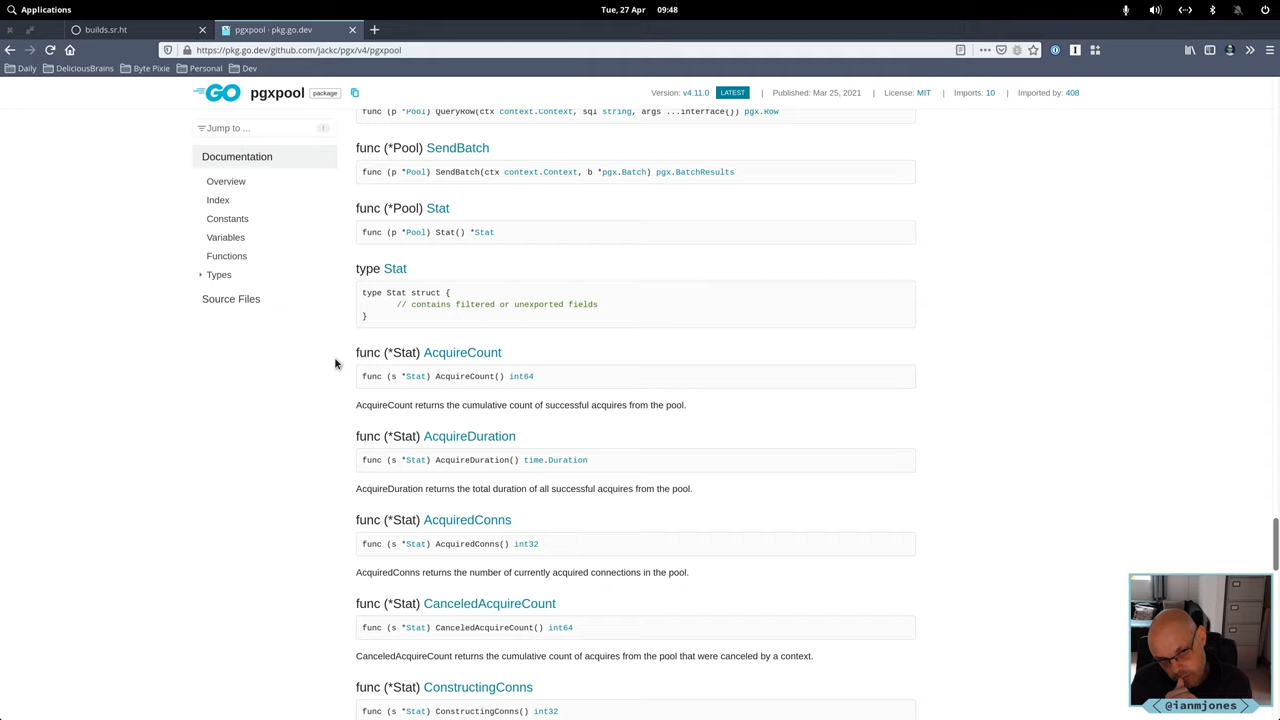 Applications
Tue, 27 Apr 09:48
builds.sr.ht
pgxpool · pkg.go.dev
https://pkg.go.dev/github.com/jackc/pgx/v4/pgxpool
Daily
DeliciousBrains
Byte Pixie
Personal
Dev
GO
pgxpool package
Version: v4.11.0 LATEST | Published: Mar 25, 2021 | License: MIT | Imports: 10 | Imported by: 408
Jump to ...
Documentation
Overview
Index
Constants
Variables
Functions
Types
Source Files
func (p *Pool) QueryRow(ctx context.Context, sql string, args ...interface{}) pgx.Row
func (*Pool) SendBatch
func (p *Pool) SendBatch(ctx context.Context, b *pgx.Batch) pgx.BatchResults
func (*Pool) Stat
func (p *Pool) Stat() *Stat
type Stat
type Stat struct {
// contains filtered or unexported fields
}
func (*Stat) AcquireCount
func (s *Stat) AcquireCount() int64
AcquireCount returns the cumulative count of successful acquires from the pool.
func (*Stat) AcquireDuration
func (s *Stat) AcquireDuration() time.Duration
AcquireDuration returns the total duration of all successful acquires from the pool.
func (*Stat) AcquiredConns
func (s *Stat) AcquiredConns() int32
AcquiredConns returns the number of currently acquired connections in the pool.
func (*Stat) CanceledAcquireCount
func (s *Stat) CanceledAcquireCount() int64
CanceledAcquireCount returns the cumulative count of acquires from the pool that were canceled by a context.
func (*Stat) ConstructingConns
func (s *Stat) ConstructingConns() int32
@ianmjones